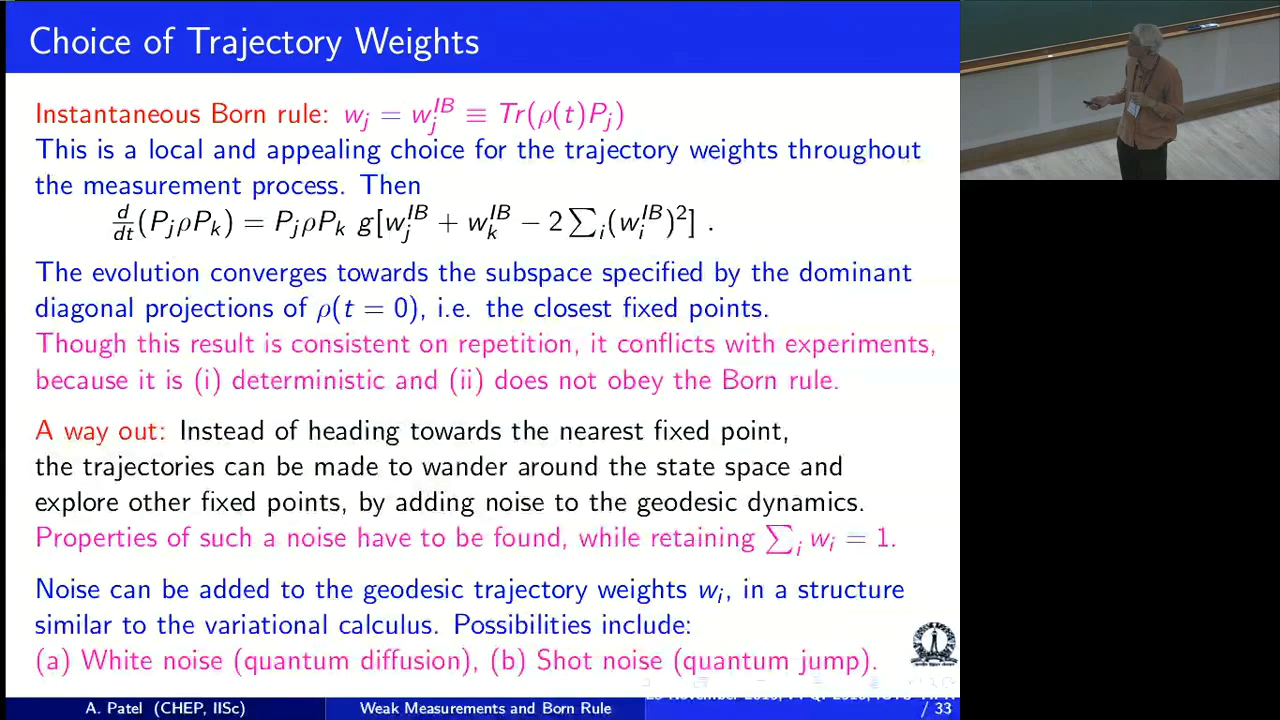 Choice of Trajectory Weights
Instantaneous Born rule: w_j = w_j^{IB} ≡ Tr(ρ(t)P_j)
This is a local and appealing choice for the trajectory weights throughout
the measurement process. Then
d/dt (P_jρP_k) = P_jρP_k g[w_j^{IB} + w_k^{IB} − 2∑_i(w_i^{IB})^2] .
The evolution converges towards the subspace specified by the dominant
diagonal projections of ρ(t = 0), i.e. the closest fixed points.
Though this result is consistent on repetition, it conflicts with experiments,
because it is (i) deterministic and (ii) does not obey the Born rule.
A way out: Instead of heading towards the nearest fixed point,
the trajectories can be made to wander around the state space and
explore other fixed points, by adding noise to the geodesic dynamics.
Properties of such a noise have to be found, while retaining ∑_i w_i = 1.
Noise can be added to the geodesic trajectory weights w_i, in a structure
similar to the variational calculus. Possibilities include:
(a) White noise (quantum diffusion), (b) Shot noise (quantum jump).
A. Patel (CHEP, IISc) Weak Measurements and Born Rule / 33